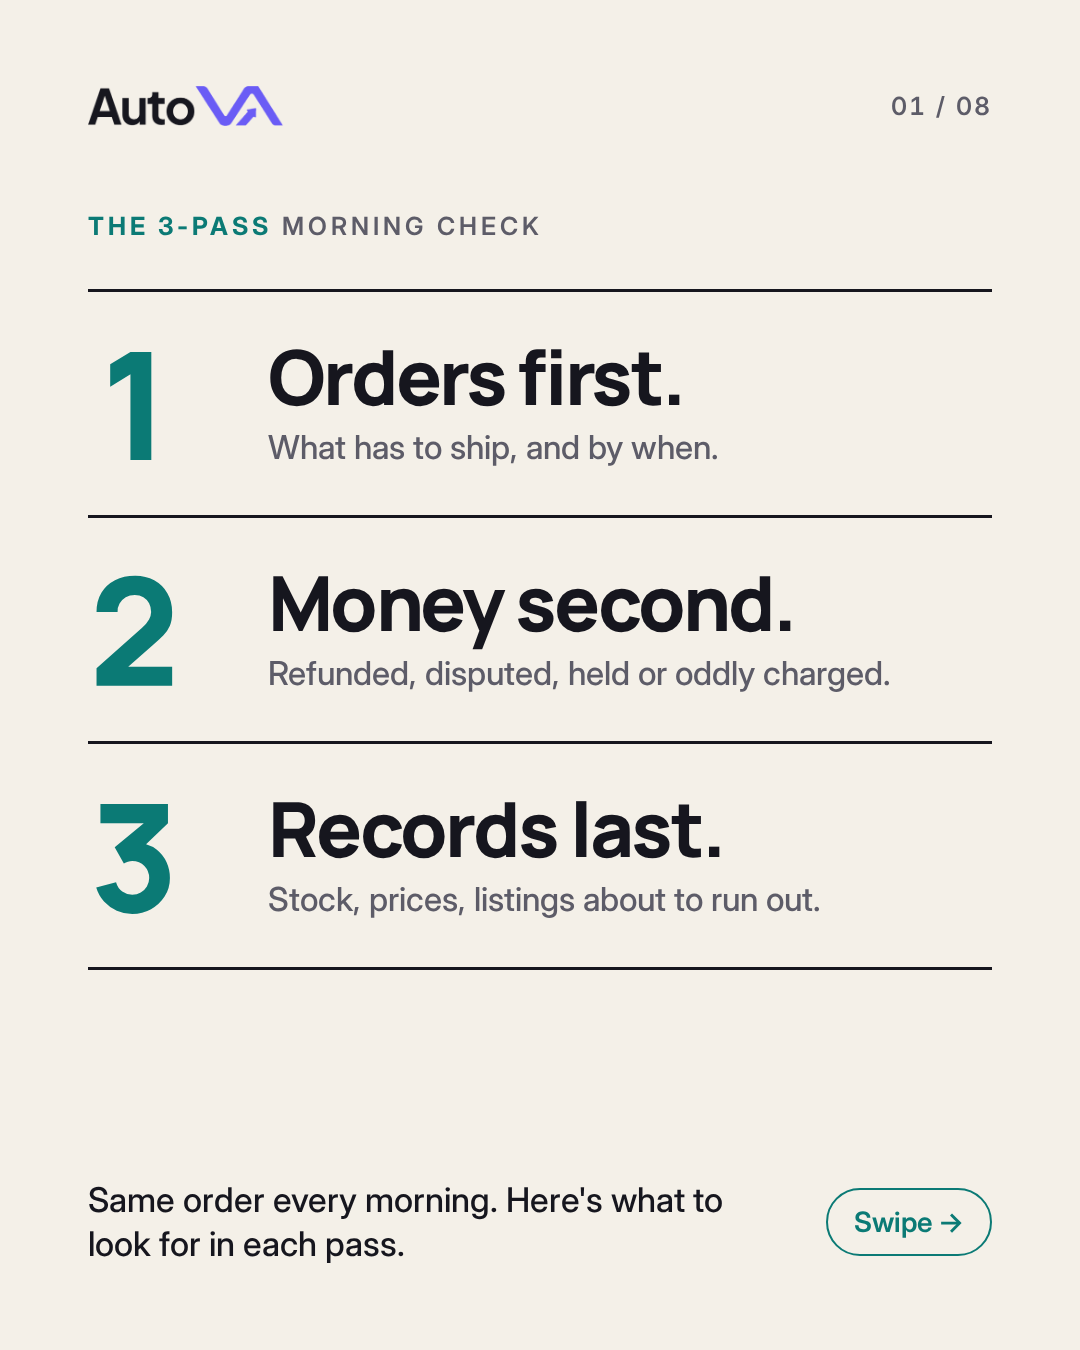 Auto VA
01 / 08
THE 3-PASS MORNING CHECK
1
Orders first.
What has to ship, and by when.
2
Money second.
Refunded, disputed, held or oddly charged.
3
Records last.
Stock, prices, listings about to run out.
Same order every morning. Here's what to
look for in each pass.
Swipe →